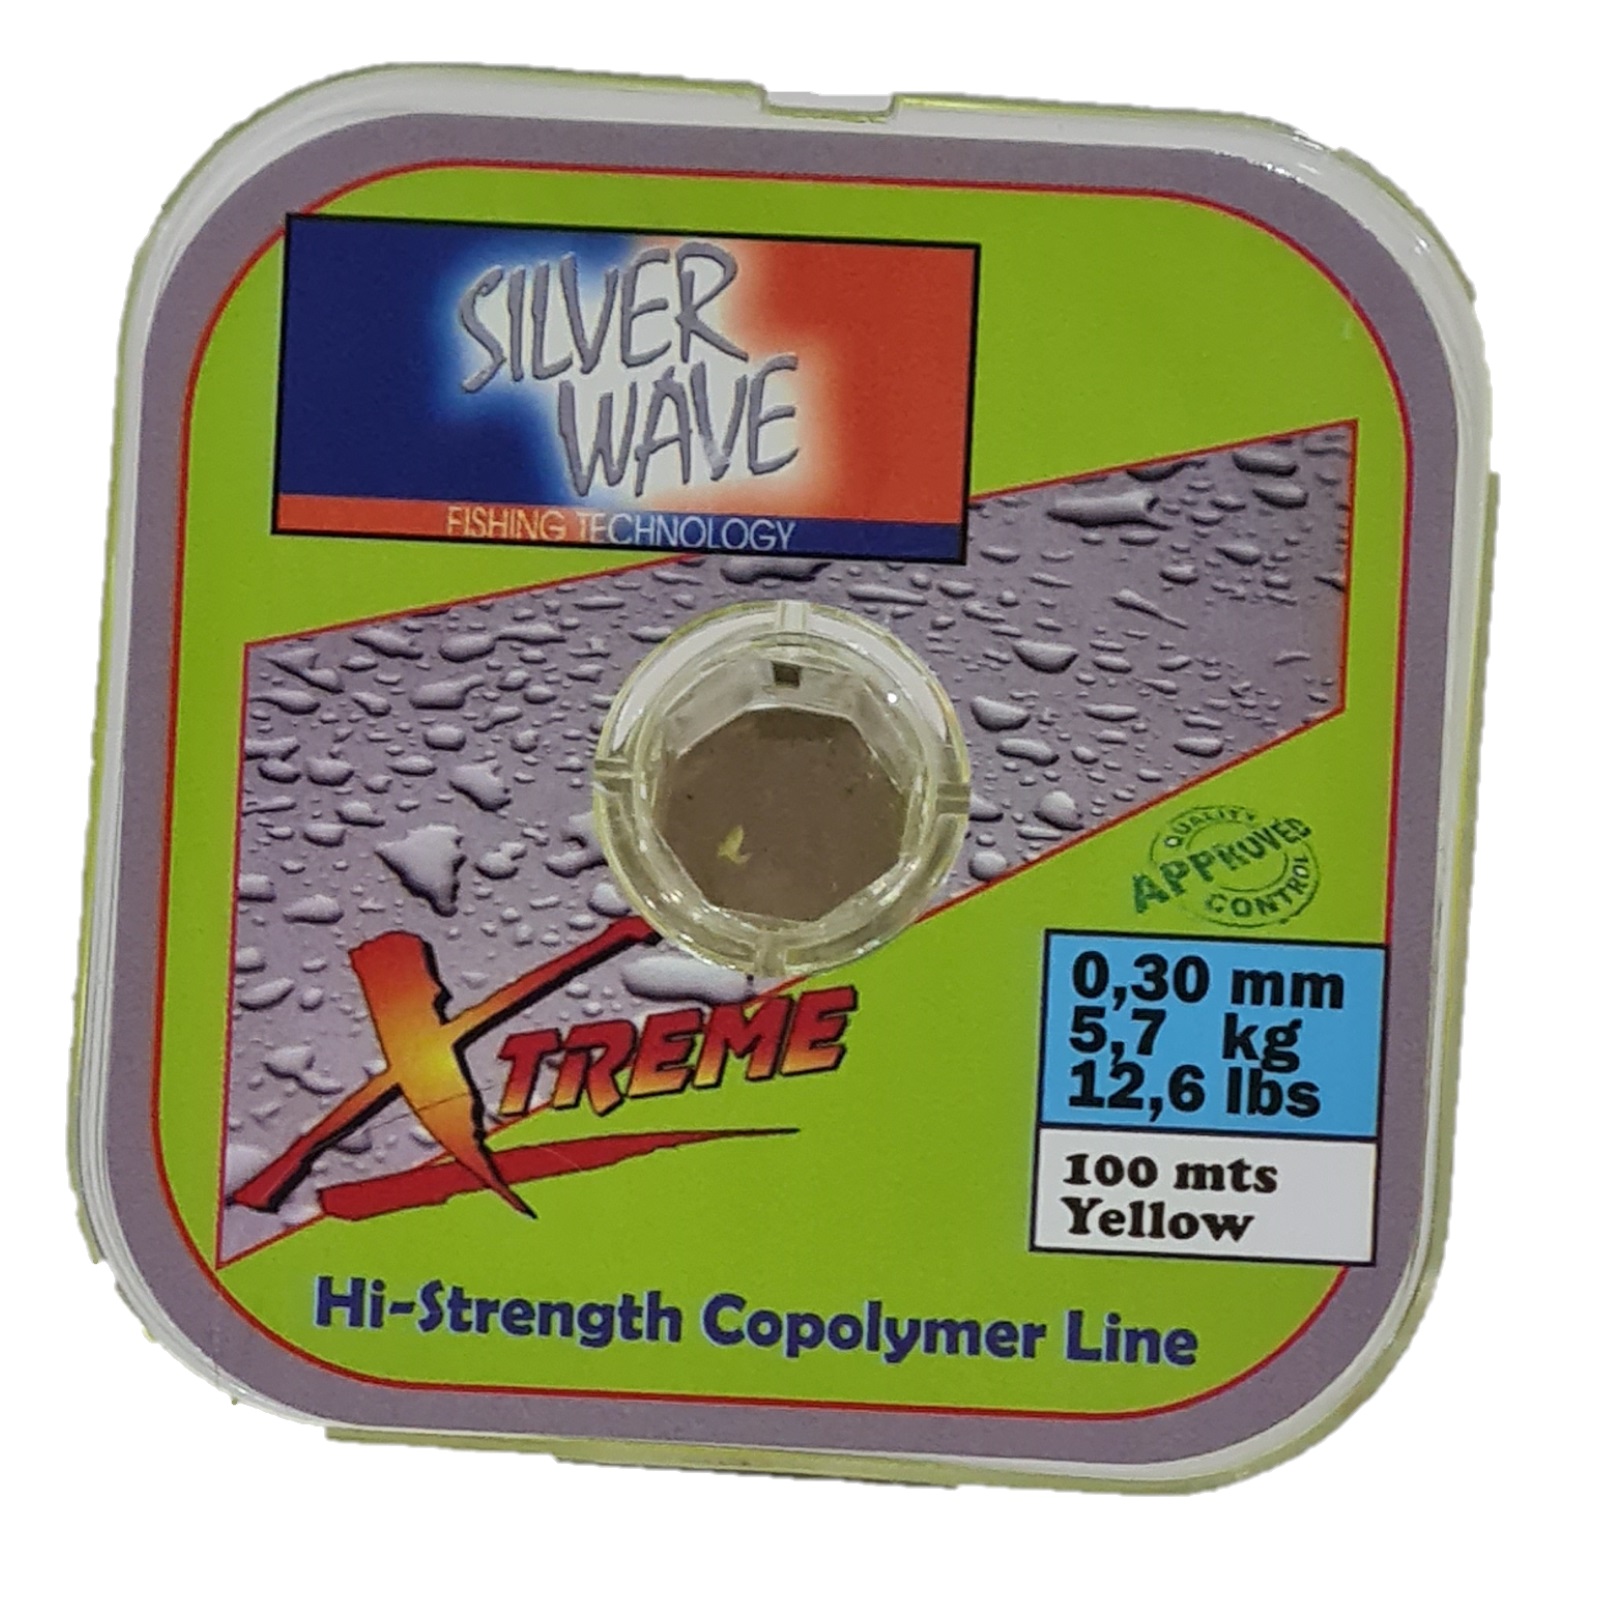 SILVER
WAVE
FISHING TECHNOLOGY
QUALITY
APPROVED
CONTROL
XTREME
0,30 mm
5,7 kg
12,6 lbs
100 mts
Yellow
Hi-Strength Copolymer Line